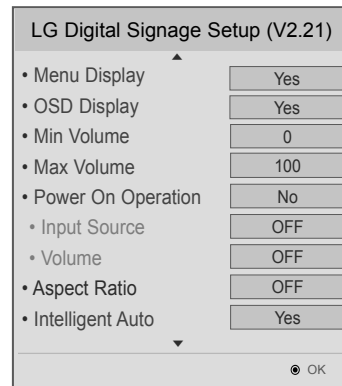 LG Digital Signage Setup (V2.21)
• Menu Display Yes
• OSD Display Yes
• Min Volume 0
• Max Volume 100
• Power On Operation No
• Input Source OFF
• Volume OFF
• Aspect Ratio OFF
• Intelligent Auto Yes
OK